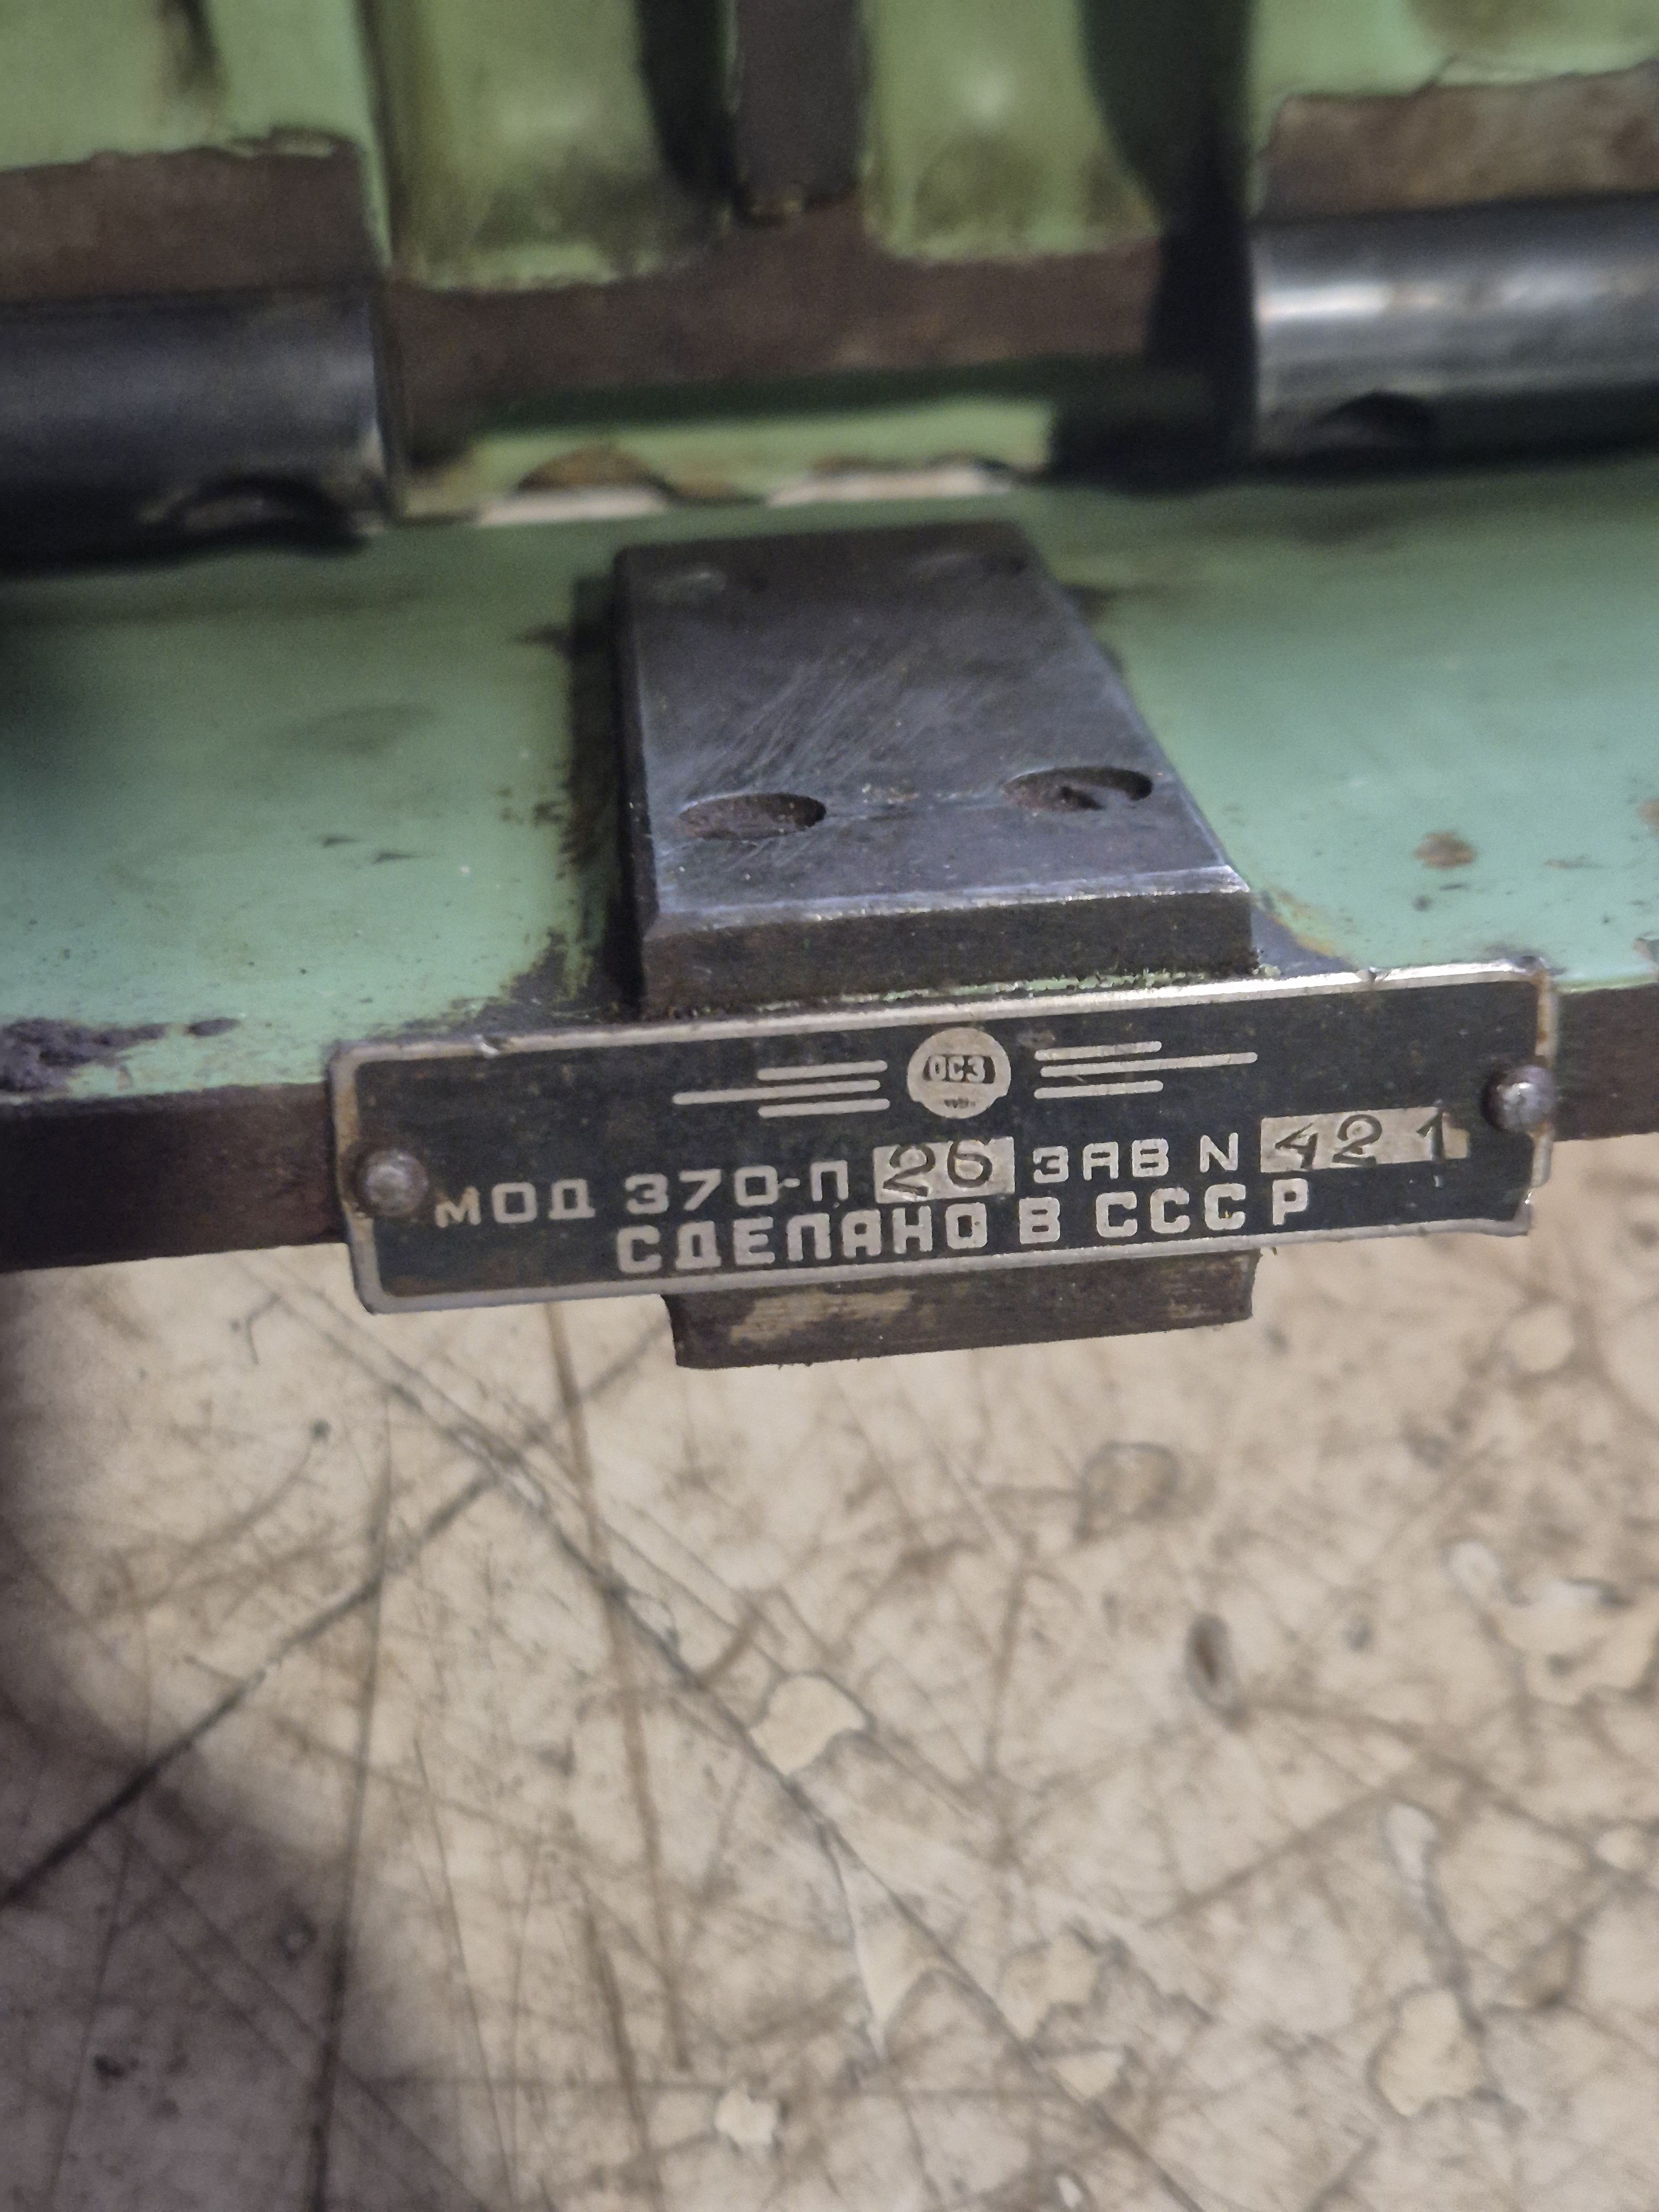 ОСЗ
МОД 370-П 26 ЗАВ N 421
СДЕЛАНО В СССР